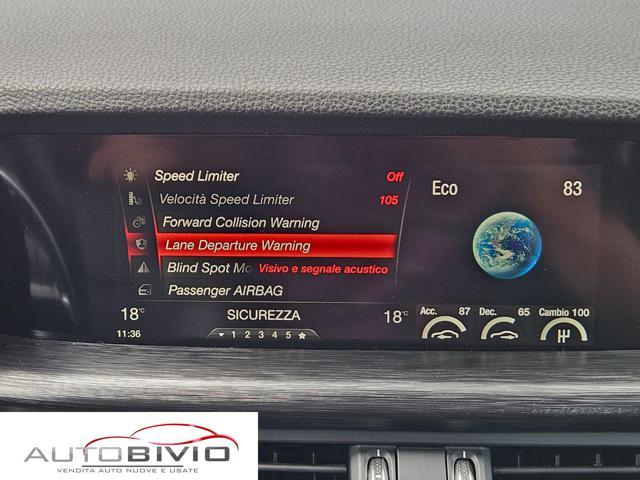 Speed Limiter Off
Velocità Speed Limiter 105
Forward Collision Warning
Lane Departure Warning
Blind Spot Mo Visivo e segnale acustico
Passenger AIRBAG
18°C SICUREZZA 18°C
11:36 1 2 3 4 5
Eco 83
Acc. 87 Dec. 65 Cambio 100
AUTOBIVIO
VENDITA AUTO NUOVE E USATE